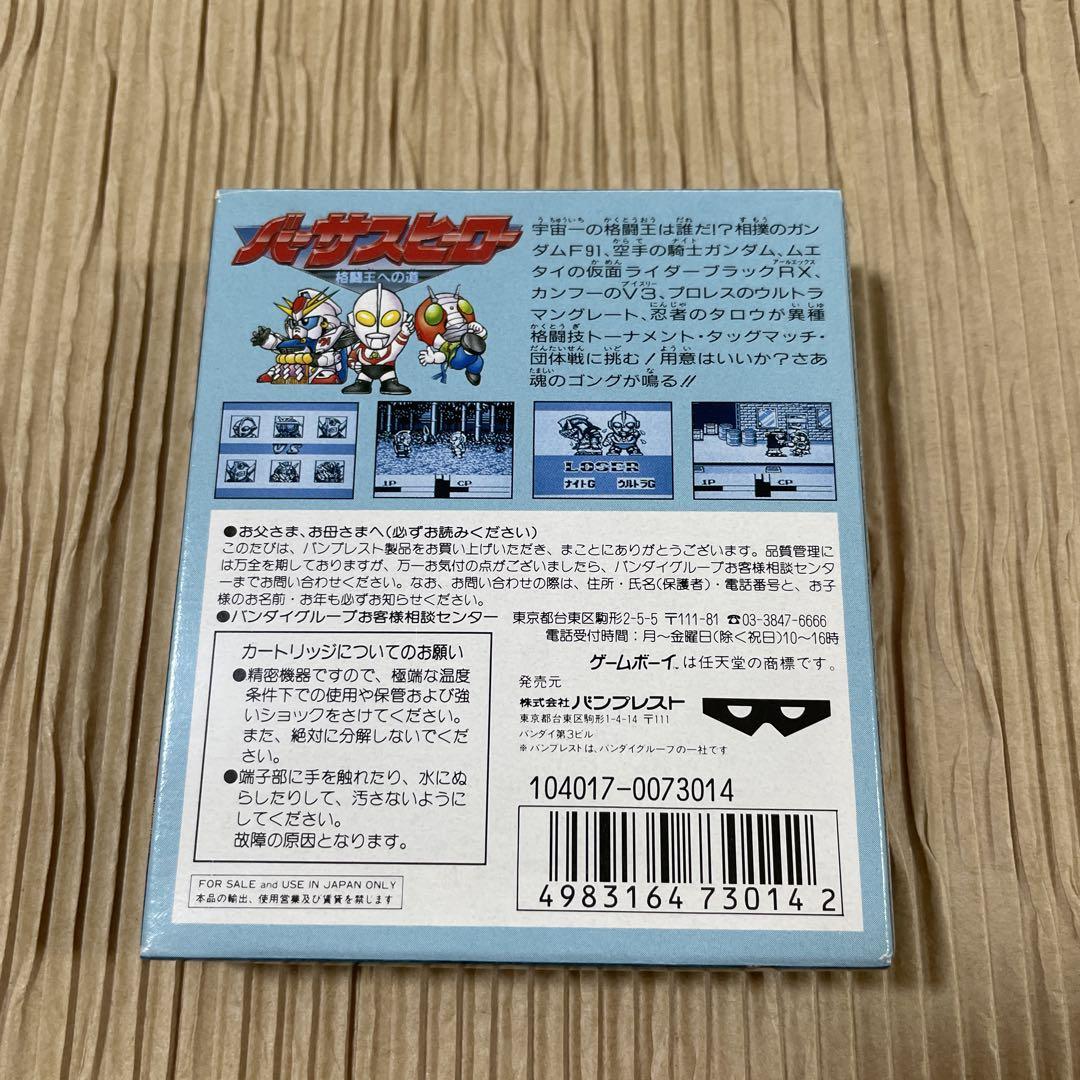 バーサスヒーロー
格闘王への道
宇宙一の格闘王は誰だ!?相撲のガン
ダムF91、空手の騎士ガンダム、ムエ
タイの仮面ライダーブラックRX、
カンフーのV3、プロレスのウルトラ
マングレート、忍者のタロウが異種
格闘技トーナメント・タッグマッチ・
団体戦に挑む!用意はいいか?さあ
魂のゴングが鳴る!!
1P CP
LOSER
ナイトG ウルトラG
1P CP
●お父さま、お母さまへ(必ずお読みください)
このたびは、バンプレスト製品をお買い上げいただき、まことにありがとうございます。品質管理に
は万全を期しておりますが、万一お気付の点がございましたら、バンダイグループお客様相談センタ
ーまでお問い合わせください。なお、お問い合わせの際は、住所・氏名(保護者)・電話番号と、お子
様のお名前・お年も必ずお知らせください。
●バンダイグループお客様相談センター 東京都台東区駒形2-5-5 〒111-81 ☎03-3847-6666
電話受付時間:月~金曜日(除く祝日)10~16時
カートリッジについてのお願い
●精密機器ですので、極端な温度
条件下での使用や保管および強
いショックをさけてください。
また、絶対に分解しないでくだ
さい。
●端子部に手を触れたり、水にぬ
らしたりして、汚さないように
してください。
故障の原因となります。
FOR SALE and USE IN JAPAN ONLY
本品の輸出、使用営業及び賃貸を禁じます
ゲームボーイ™は任天堂の商標です。
発売元
株式会社バンプレスト
東京都台東区駒形1-4-14 〒111
バンダイ第3ビル
※バンプレストは、バンダイグループの一社です
104017-0073014
4983164 73014 2